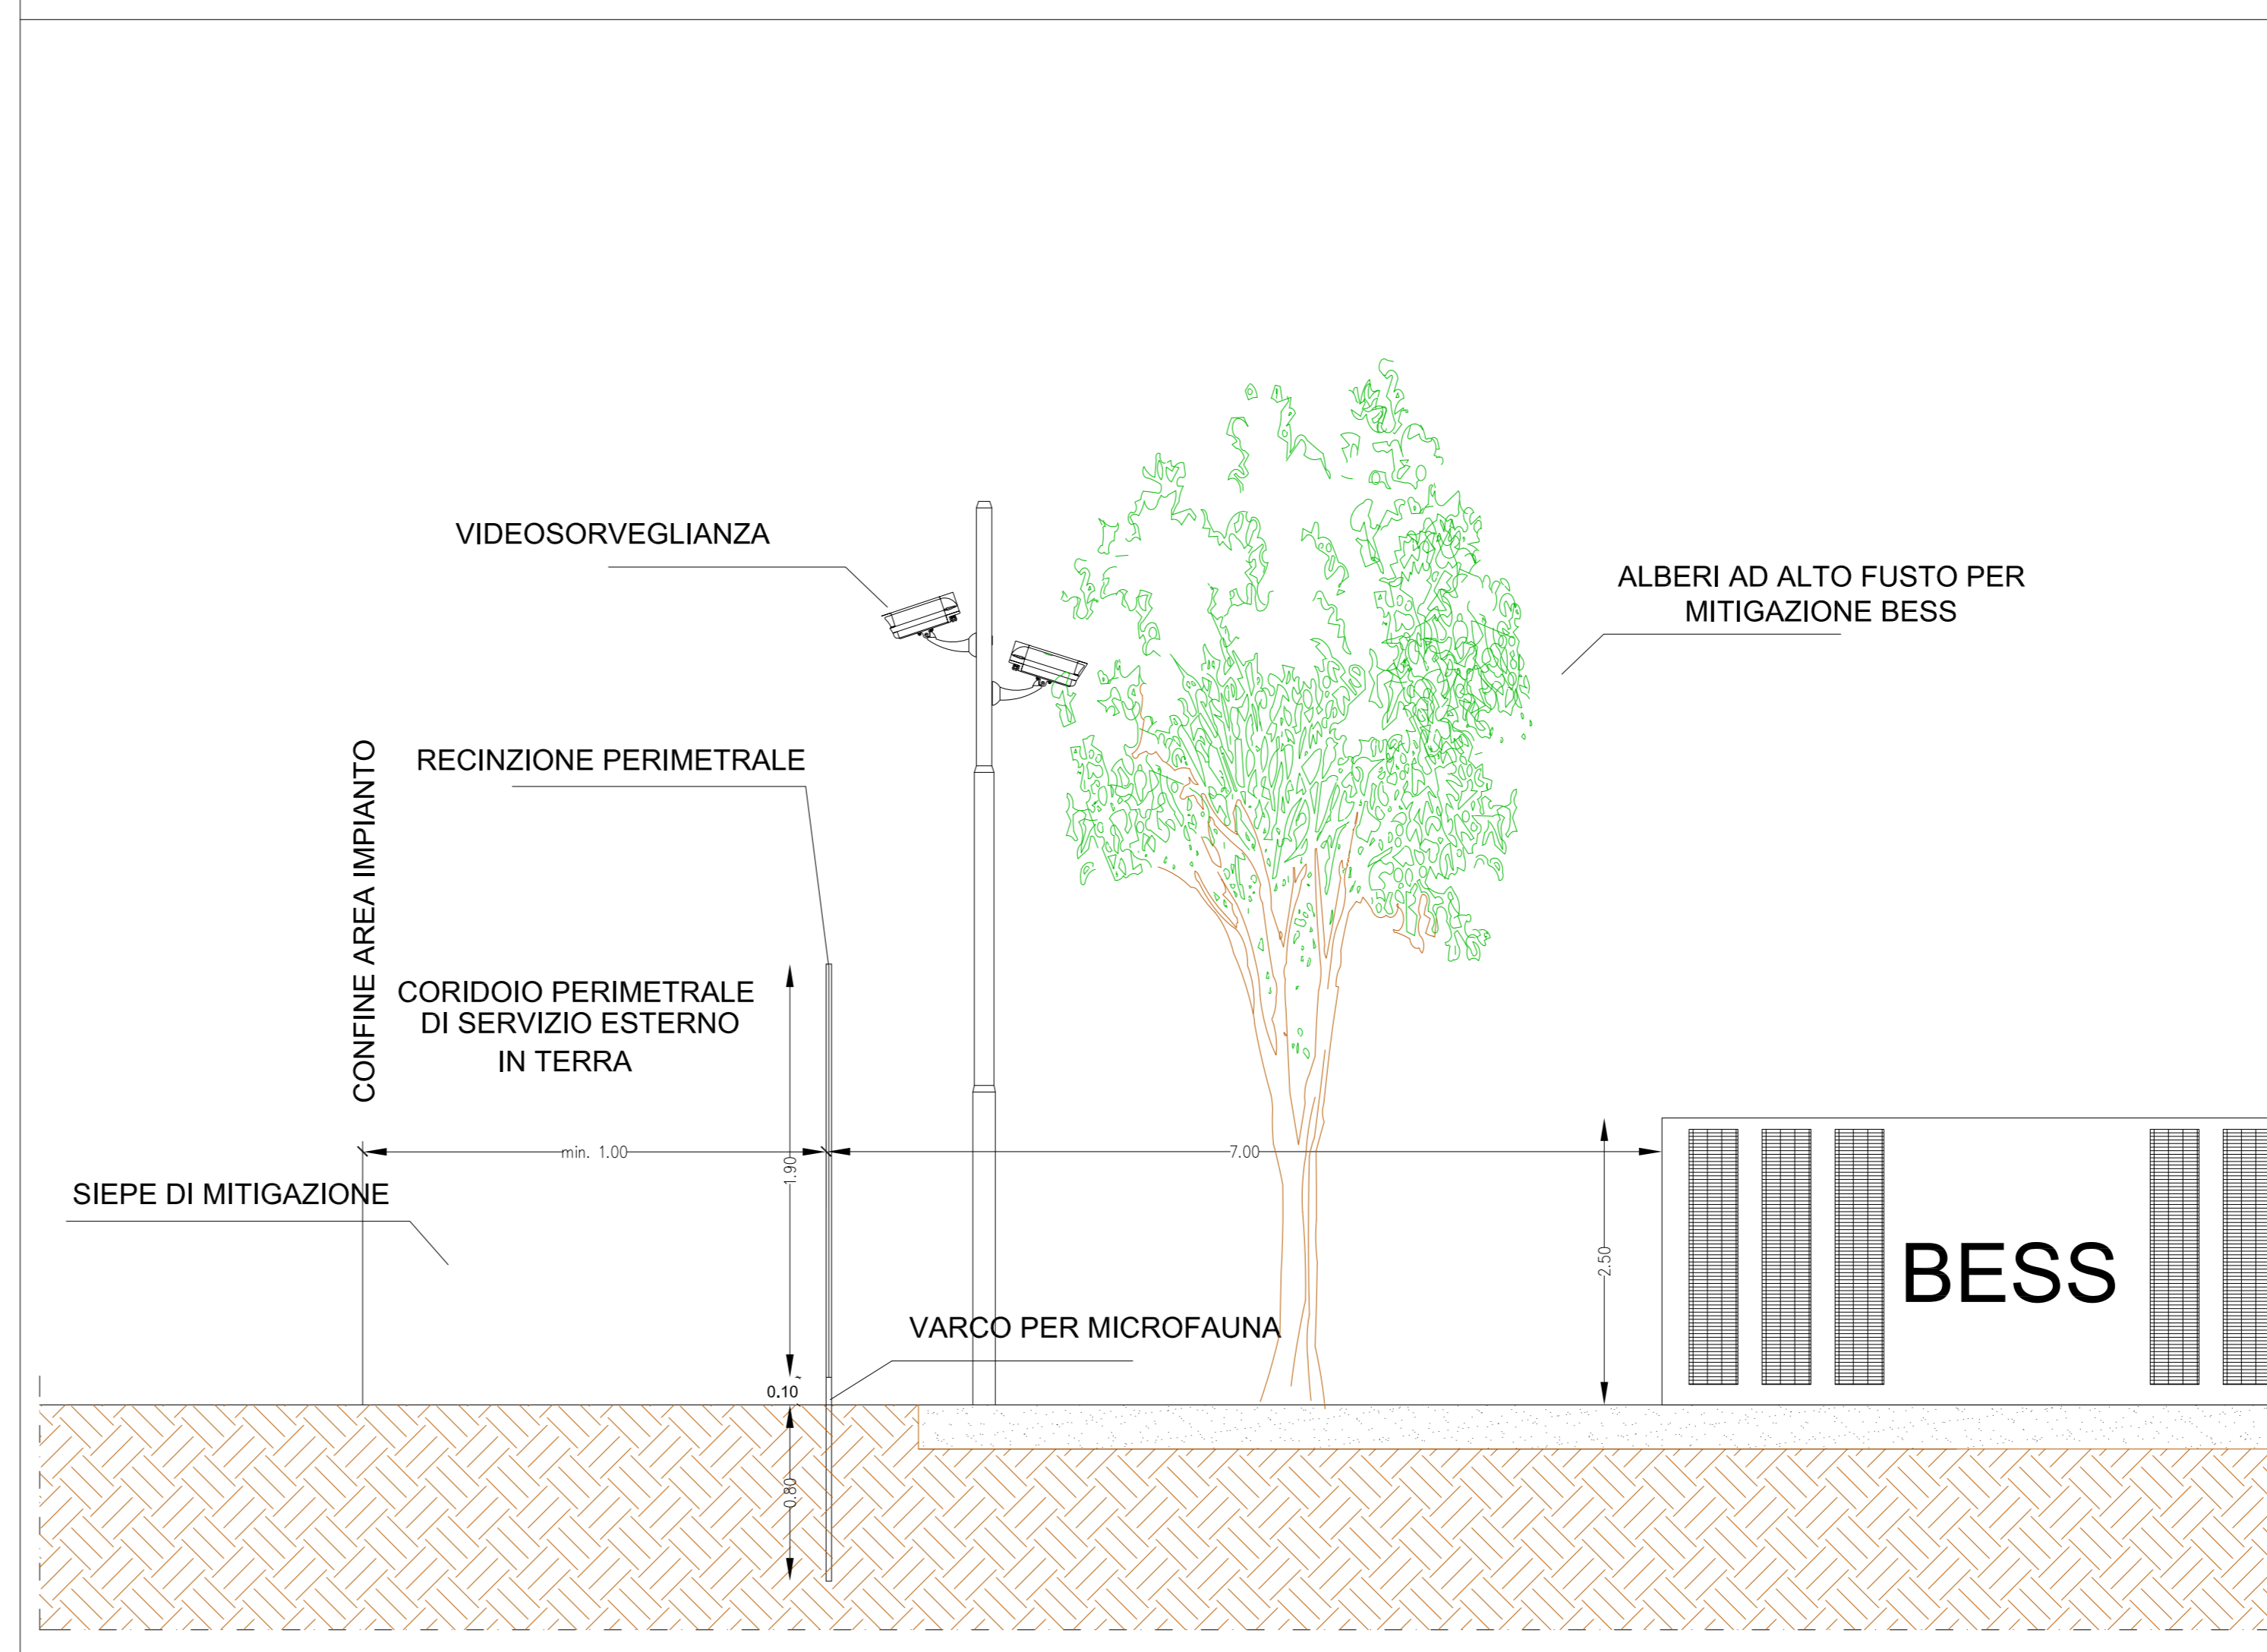 VIDEOSORVEGLIANZA
ALBERI AD ALTO FUSTO PER
MITIGAZIONE BESS
RECINZIONE PERIMETRALE
CONFINE AREA IMPIANTO
CORIDOIO PERIMETRALE
DI SERVIZIO ESTERNO
IN TERRA
min. 1.00
1.90
7.00
SIEPE DI MITIGAZIONE
2.50
BESS
VARCO PER MICROFAUNA
0.10
0.80